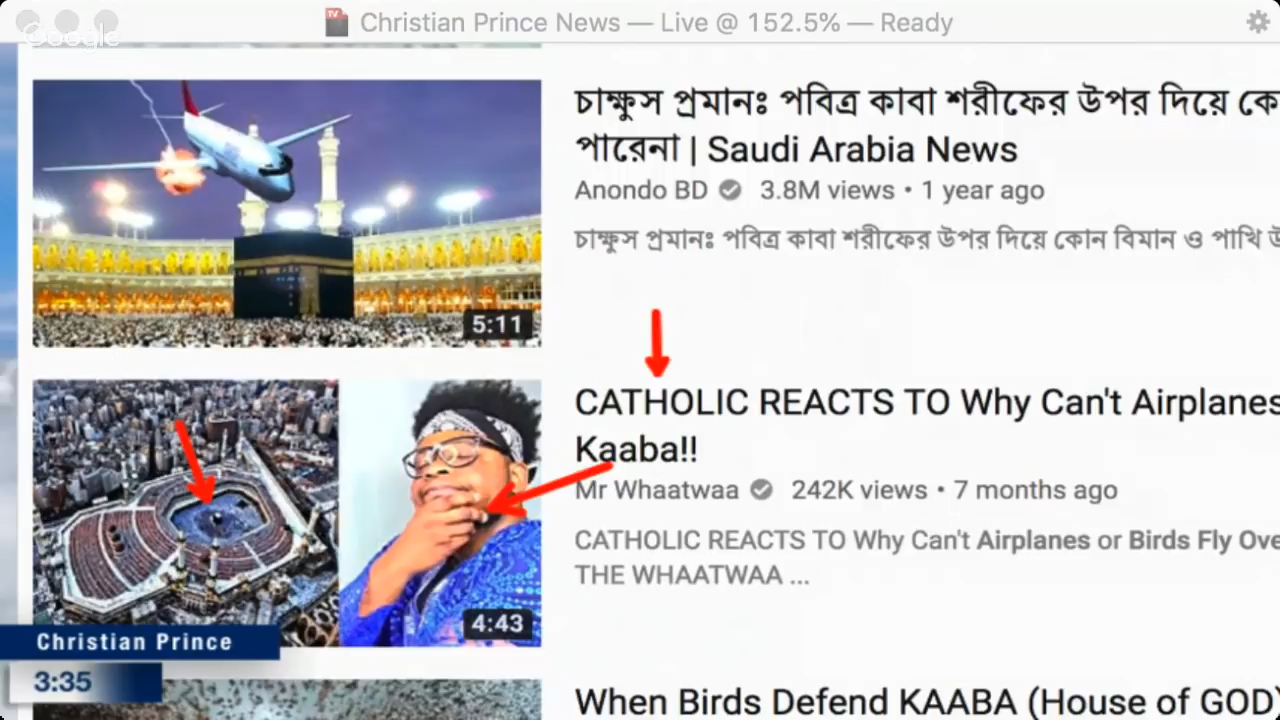 Christian Prince News — Live @ 152.5% — Ready
Google
চাক্ষুস প্রমানঃ পবিত্র কাবা শরীফের উপর দিয়ে কো
পারেনা | Saudi Arabia News
Anondo BD 3.8M views • 1 year ago
চাক্ষুস প্রমানঃ পবিত্র কাবা শরীফের উপর দিয়ে কোন বিমান ও পাখি উ
5:11
CATHOLIC REACTS TO Why Can't Airplanes
Kaaba!!
Mr Whaatwaa 242K views • 7 months ago
CATHOLIC REACTS TO Why Can't Airplanes or Birds Fly Ove
THE WHAATWAA ...
4:43
Christian Prince
3:35
When Birds Defend KAABA (House of GOD)